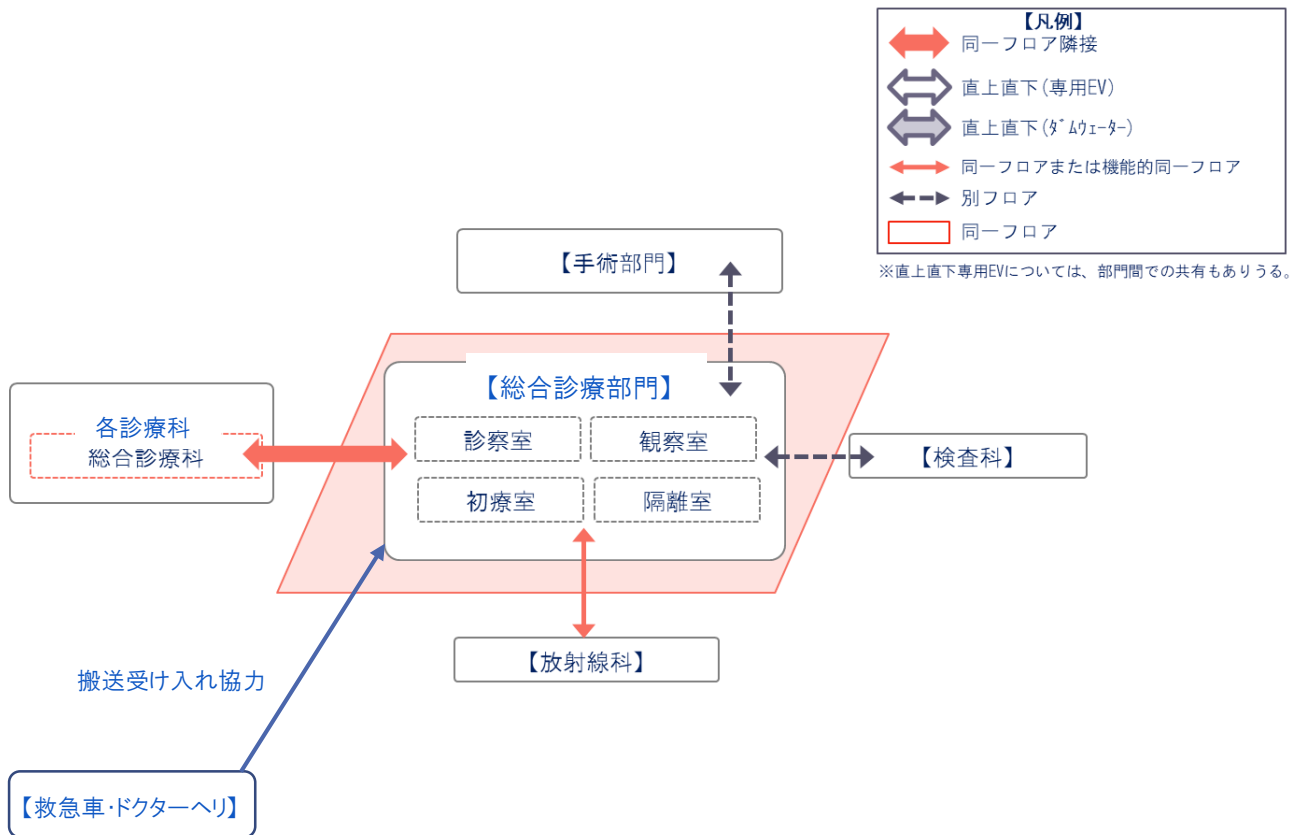 【凡例】
同一フロア隣接
直上直下(専用EV)
直上直下(ダムウェーター)
同一フロアまたは機能的同一フロア
別フロア
同一フロア
※直上直下専用EVについては、部門間での共有もありうる。
【手術部門】
【総合診療部門】
診察室
観察室
初療室
隔離室
各診療科
総合診療科
【検査科】
【放射線科】
搬送受け入れ協力
【救急車・ドクターヘリ】